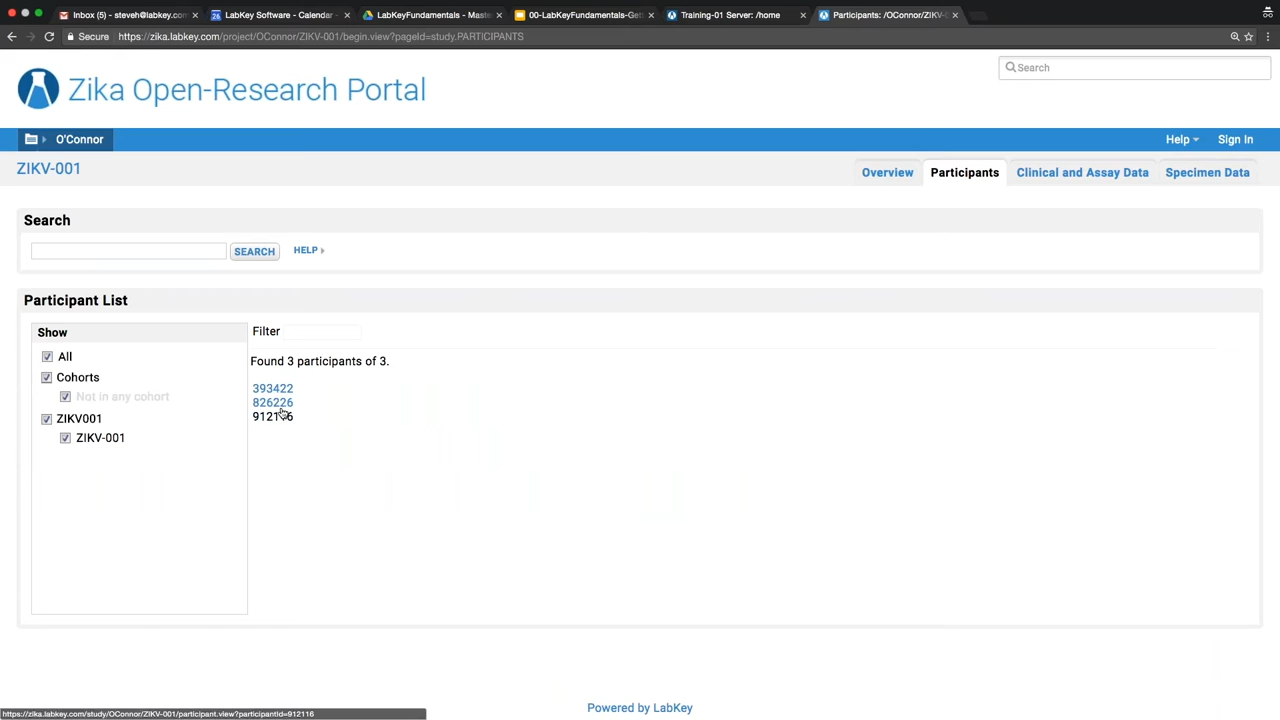 Inbox (5) - steveh@labkey.com
LabKey Software - Calendar -
LabKeyFundamentals - Maste
00-LabKeyFundamentals-Get
Training-01 Server: /home
Participants: /OConnor/ZIKV-
Secure https://zika.labkey.com/project/OConnor/ZIKV-001/begin.view?pageId=study.PARTICIPANTS
Zika Open-Research Portal
Search
O'Connor
Help
Sign In
ZIKV-001
Overview
Participants
Clinical and Assay Data
Specimen Data
Search
SEARCH
HELP
Participant List
Show
All
Cohorts
Not in any cohort
ZIKV001
ZIKV-001
Filter
Found 3 participants of 3.
393422
826226
912116
Powered by LabKey
https://zika.labkey.com/study/OConnor/ZIKV-001/participant.view?participantId=912116